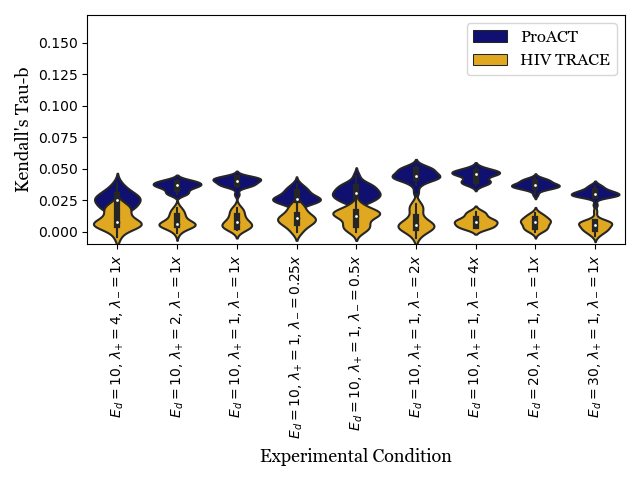 ProACT
HIV TRACE
Kendall's Tau-b
0.150
0.125
0.100
0.075
0.050
0.025
0.000
E_d = 10, λ_+ = 4, λ_− = 1x
E_d = 10, λ_+ = 2, λ_− = 1x
E_d = 10, λ_+ = 1, λ_− = 1x
E_d = 10, λ_+ = 1, λ_− = 0.25x
E_d = 10, λ_+ = 1, λ_− = 0.5x
E_d = 10, λ_+ = 1, λ_− = 2x
E_d = 10, λ_+ = 1, λ_− = 4x
E_d = 20, λ_+ = 1, λ_− = 1x
E_d = 30, λ_+ = 1, λ_− = 1x
Experimental Condition